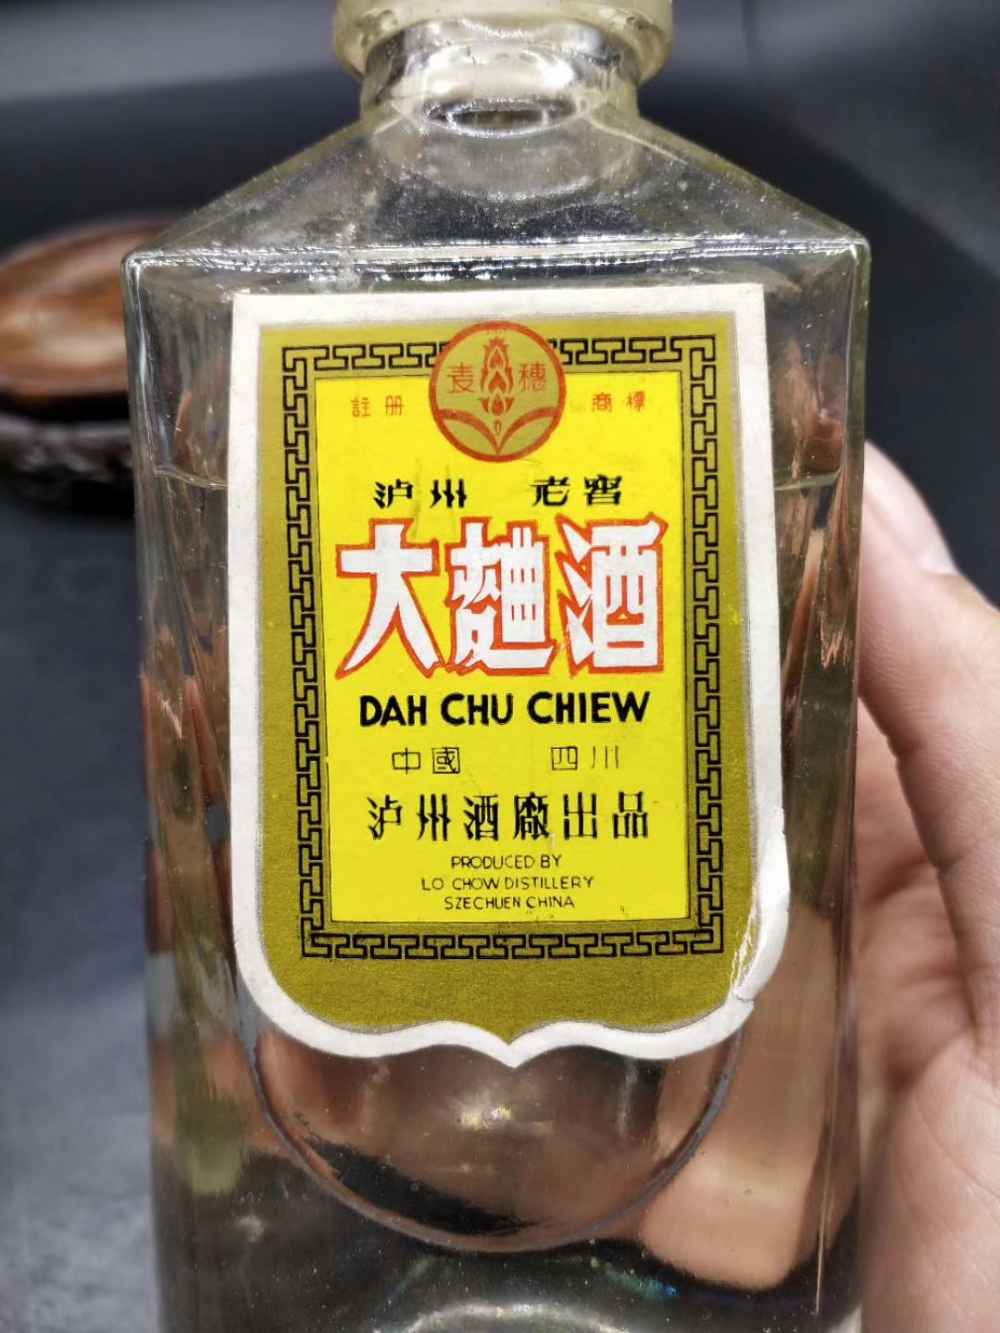 麦穗
註册 商標
泸州 老窖
大麯酒
DAH CHU CHIEW
中國 四川
泸州酒廠出品
PRODUCED BY
LO CHOW DISTILLERY
SZECHUEN CHINA